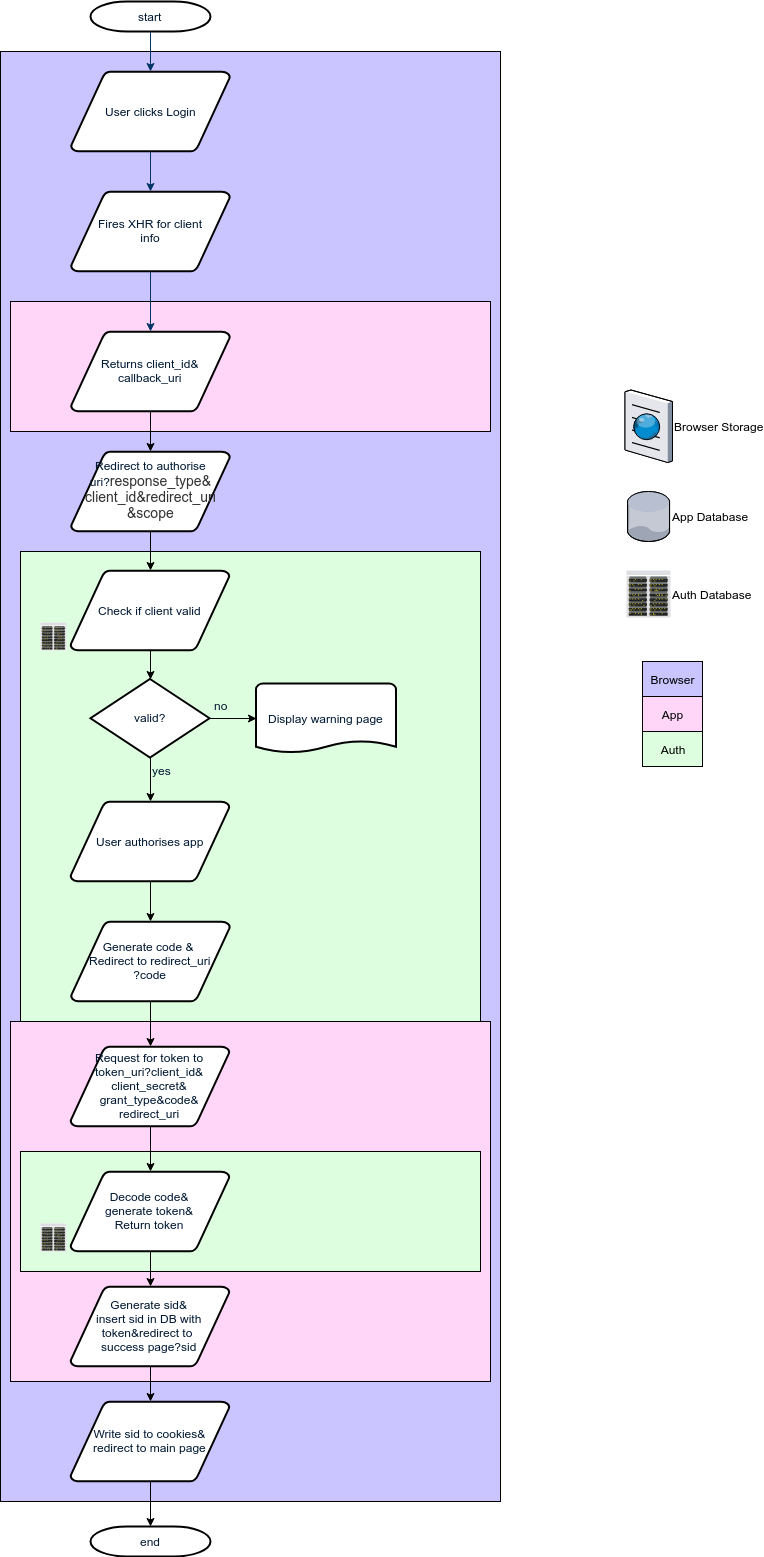 start
User clicks Login
Fires XHR for client
info
Returns client_id&
callback_uri
Redirect to authorise
uri?response_type&
client_id&redirect_uri
&scope
Check if client valid
valid?
no
Display warning page
yes
User authorises app
Generate code &
Redirect to redirect_uri
?code
Request for token to
token_uri?client_id&
client_secret&
grant_type&code&
redirect_uri
Decode code&
generate token&
Return token
Generate sid&
insert sid in DB with
token&redirect to
success page?sid
Write sid to cookies&
redirect to main page
end
Browser Storage
App Database
Auth Database
Browser
App
Auth